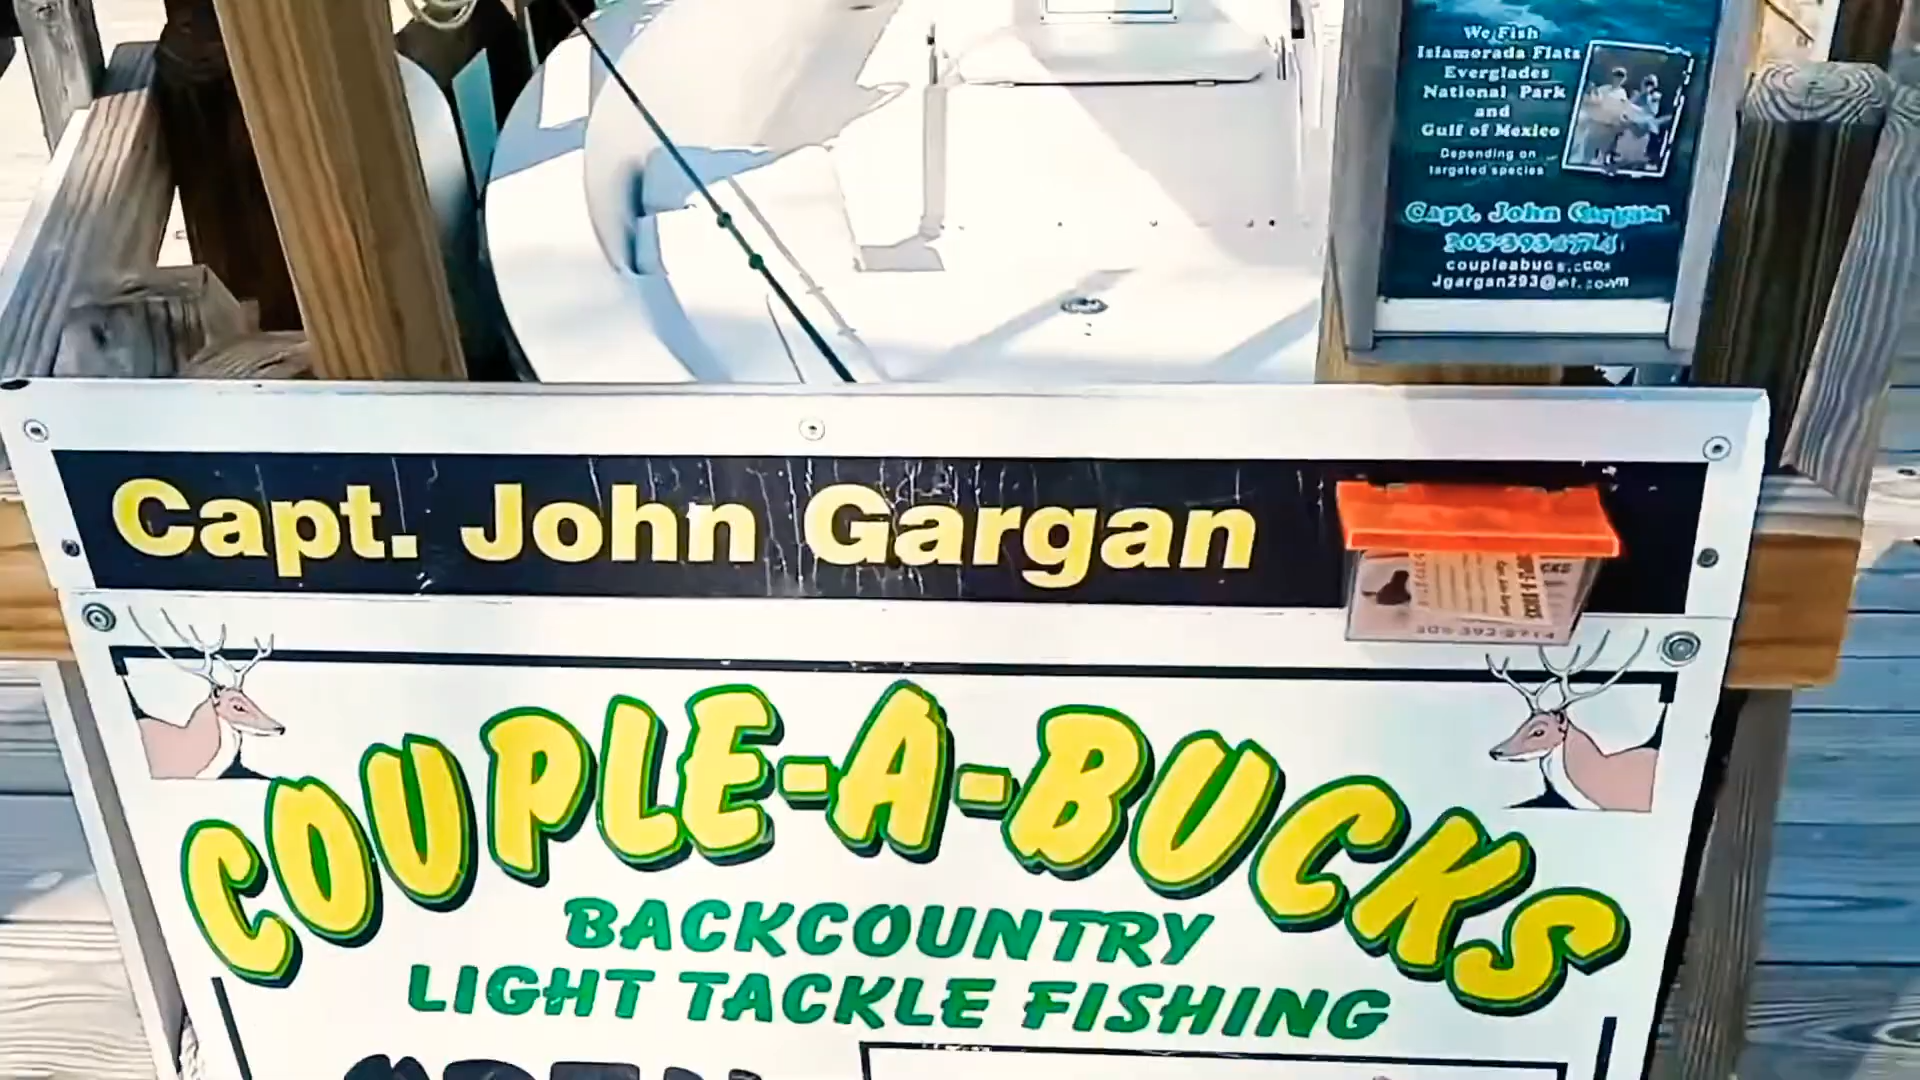 We Fish
Islamorada Flats
Everglades
National Park
and
Gulf of Mexico
Depending on
targeted species
Capt. John Gargan
Capt. John Gargan
COUPLE-A-BUCKS
BACKCOUNTRY
LIGHT TACKLE FISHING